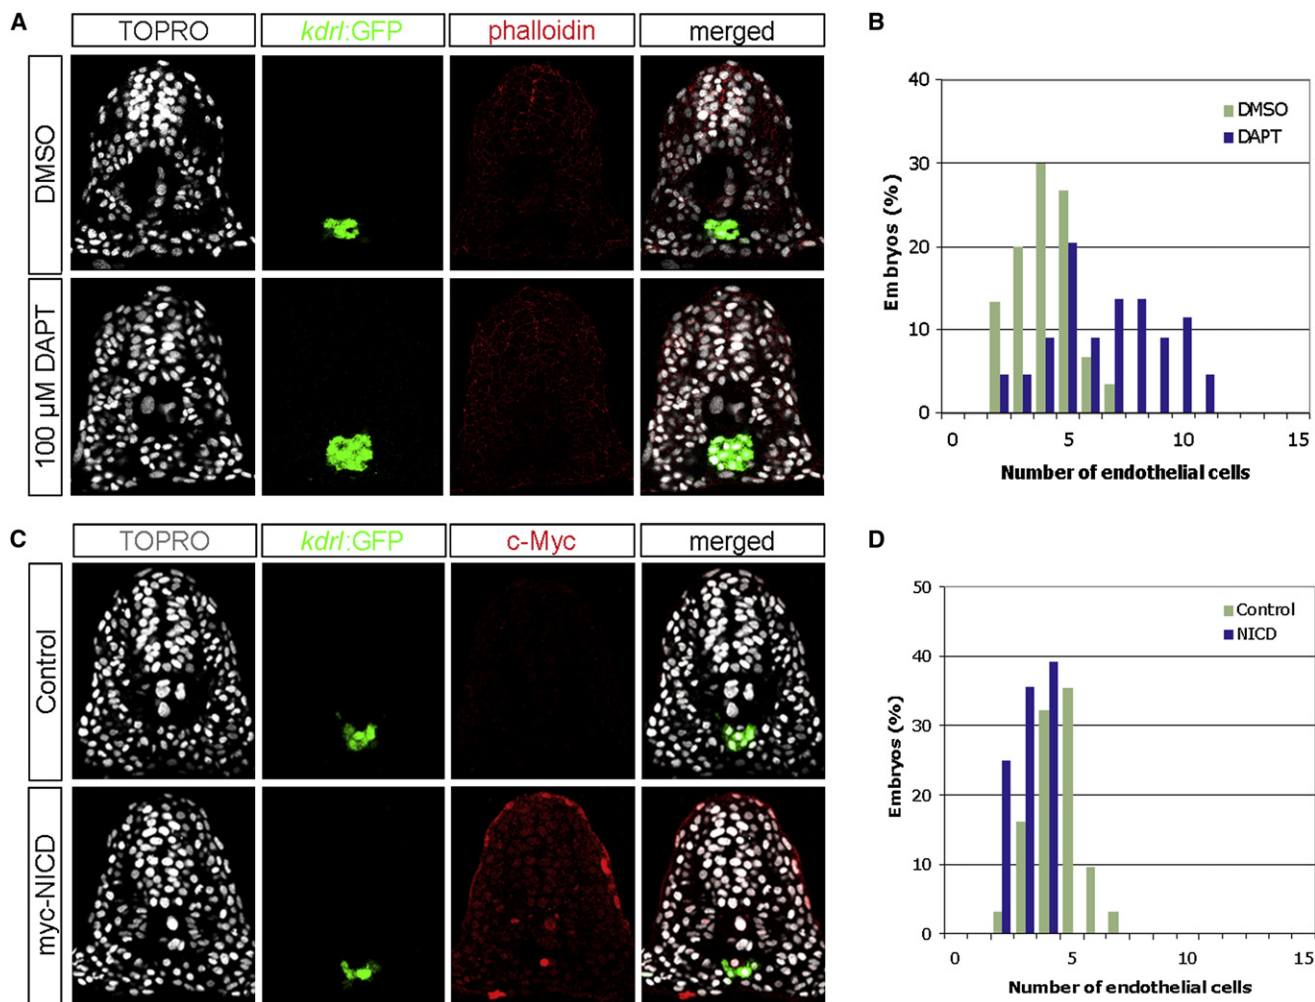 A
TOPRO kdrl:GFP phalloidin merged
DMSO
100 µM DAPT
B
40
30
20
10
0
Embryos (%)
DMSO
DAPT
0 5 10 15
Number of endothelial cells
C
TOPRO kdrl:GFP c-Myc merged
Control
myc-NICD
D
50
40
30
20
10
0
Embryos (%)
Control
NICD
0 5 10 15
Number of endothelial cells